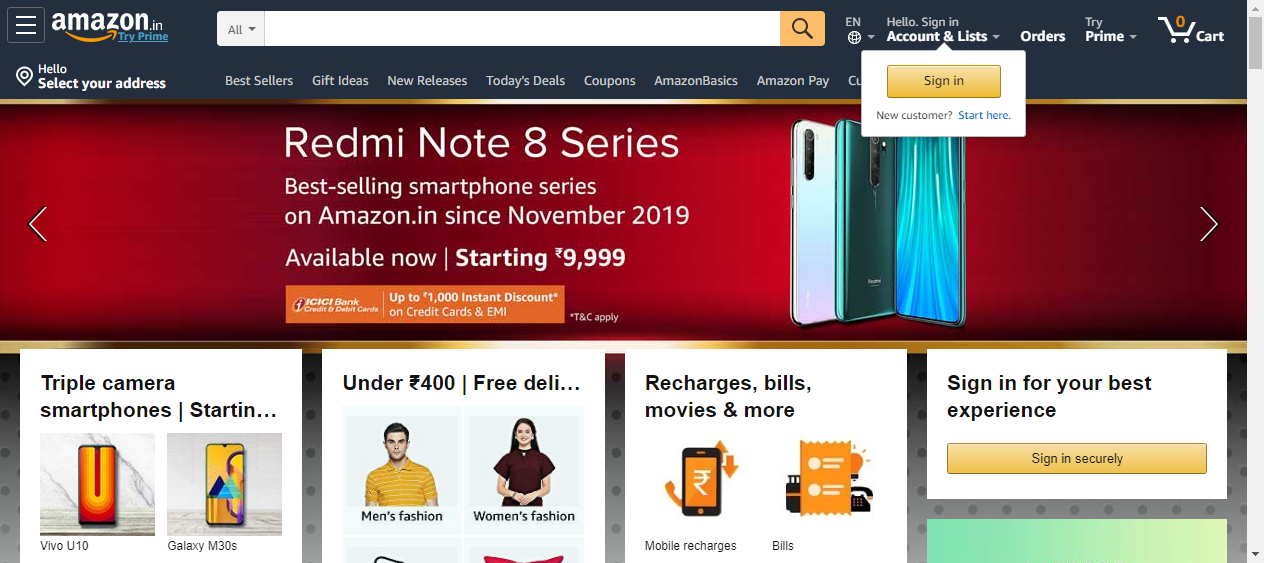 amazon.in
Try Prime
All
EN
Hello. Sign in
Account & Lists
Orders
Try
Prime
0
Cart
Hello
Select your address
Best Sellers
Gift Ideas
New Releases
Today's Deals
Coupons
AmazonBasics
Amazon Pay
Cu
Sign in
New customer? Start here.
Redmi Note 8 Series
Best-selling smartphone series
on Amazon.in since November 2019
Available now | Starting ₹9,999
ICICI Bank
Credit & Debit Cards
Up to ₹1,000 Instant Discount*
on Credit Cards & EMI
*T&C apply
Redmi
Triple camera
smartphones | Startin…
Vivo U10
Galaxy M30s
Under ₹400 | Free deli…
Men's fashion
Women's fashion
Recharges, bills,
movies & more
₹
Mobile recharges
Bills
Sign in for your best
experience
Sign in securely